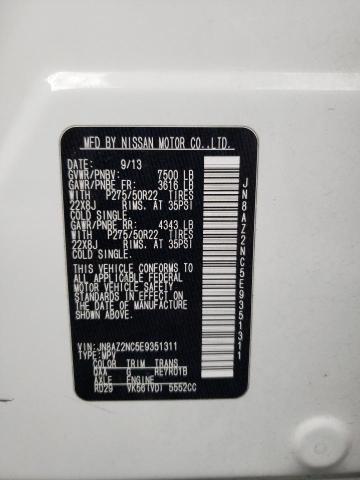 MFD BY NISSAN MOTOR CO.,LTD.
DATE: 9/13
GVWR/PNBV: 7500 LB
GAWR/PNBE FR: 3616 LB
WITH P275/50R22 TIRES
22X8J RIMS. AT 35PSI
COLD SINGLE.
GAWR/PNBE RR: 4343 LB
WITH P275/50R22 TIRES
22X8J RIMS. AT 35PSI
COLD SINGLE.
THIS VEHICLE CONFORMS
TO ALL APPLICABLE FEDERAL
MOTOR VEHICLE SAFETY
STANDARDS IN EFFECT ON
THE DATE OF MANUFACTURE
SHOWN ABOVE.
VIN: JN8AZ2NC5E9351311
TYPE: MPV
COLOR TRIM TRANS
QAA G RE7R01B
AXLE ENGINE
RD29 VK56(VD) 5552CC
JN8AZ2NC5E9351311